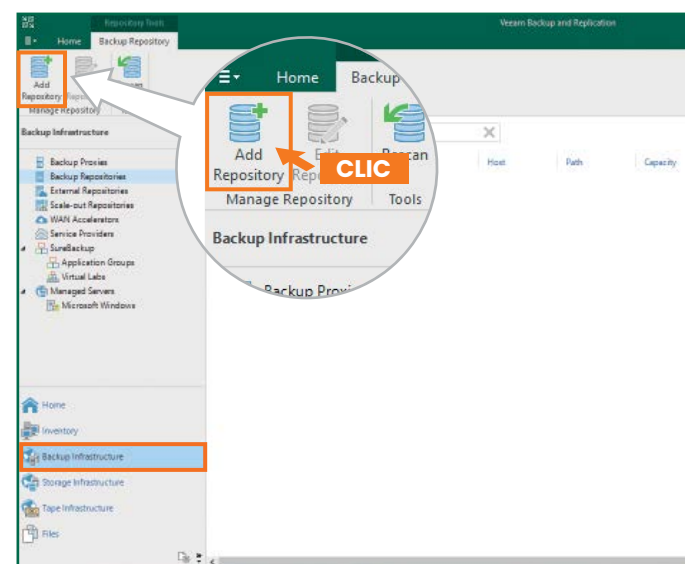 Repository Tools
Veeam Backup and Replication
Home
Backup Repository
Add
Repository
Manage Repository
Backup Infrastructure
Backup Proxies
Backup Repositories
External Repositories
Scale-out Repositories
WAN Accelerators
Service Providers
SureBackup
Application Groups
Virtual Labs
Managed Servers
Microsoft Windows
Home
Inventory
Backup Infrastructure
Storage Infrastructure
Tape Infrastructure
Files
Home
Backup
Add
Repository
Edit
Rescan
CLIC
Manage Repository
Tools
Backup Infrastructure
Backup Proxi
Host
Path
Capacity